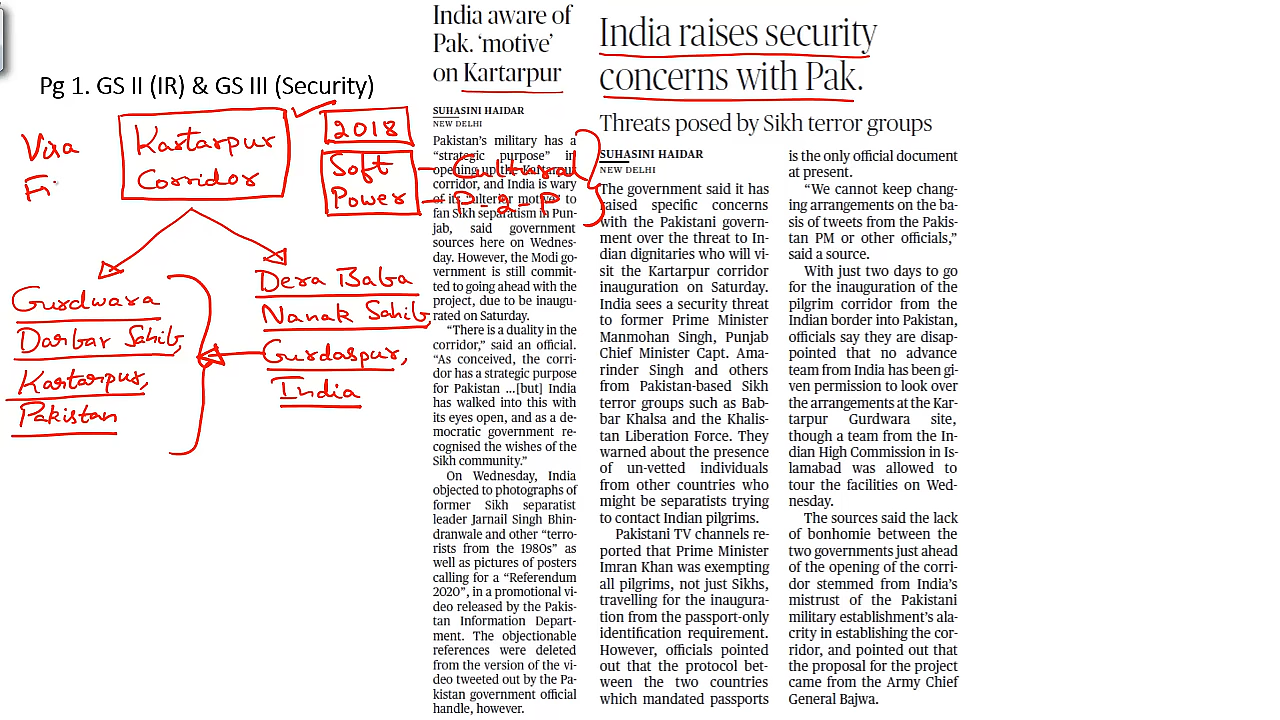 Pg 1. GS II (IR) & GS III (Security)
Visa
Kartarpur
Corridor
2018
Soft
Power
Cultural
P-2-P
Gurdwara
Darbar Sahib,
Kartarpur,
Pakistan
Dera Baba
Nanak Sahib,
Gurdaspur,
India
India aware of
Pak. ‘motive’
on Kartarpur
SUHASINI HAIDAR
NEW DELHI
Pakistan’s military has a
“strategic purpose” in
opening up the Kartarpur
corridor, and India is wary
of its “ulterior motive” to
fan Sikh separatism in Pun-
jab, said government
sources here on Wednes-
day. However, the Modi go-
vernment is still commit-
ted to going ahead with the
project, due to be inaugu-
rated on Saturday.
“There is a duality in the
corridor,” said an official.
“As conceived, the corri-
dor has a strategic purpose
for Pakistan ...[but] India
has walked into this with
its eyes open, and as a de-
mocratic government re-
cognised the wishes of the
Sikh community.”
On Wednesday, India
objected to photographs of
former Sikh separatist
leader Jarnail Singh Bhin-
dranwale and other “terro-
rists from the 1980s” as
well as pictures of posters
calling for a “Referendum
2020”, in a promotional vi-
deo released by the Pakis-
tan Information Depart-
ment. The objectionable
references were deleted
from the version of the vi-
deo tweeted out by the Pa-
kistan government official
handle, however.
India raises security
concerns with Pak.
Threats posed by Sikh terror groups
SUHASINI HAIDAR
NEW DELHI
The government said it has
raised specific concerns
with the Pakistani govern-
ment over the threat to In-
dian dignitaries who will vi-
sit the Kartarpur corridor
inauguration on Saturday.
India sees a security threat
to former Prime Minister
Manmohan Singh, Punjab
Chief Minister Capt. Ama-
rinder Singh and others
from Pakistan-based Sikh
terror groups such as Bab-
bar Khalsa and the Khalis-
tan Liberation Force. They
warned about the presence
of un-vetted individuals
from other countries who
might be separatists trying
to contact Indian pilgrims.
Pakistani TV channels re-
ported that Prime Minister
Imran Khan was exempting
all pilgrims, not just Sikhs,
travelling for the inaugura-
tion from the passport-only
identification requirement.
However, officials pointed
out that the protocol bet-
ween the two countries
which mandated passports
is the only official document
at present.
“We cannot keep chang-
ing arrangements on the ba-
sis of tweets from the Pakis-
tan PM or other officials,”
said a source.
With just two days to go
for the inauguration of the
pilgrim corridor from the
Indian border into Pakistan,
officials say they are disap-
pointed that no advance
team from India has been gi-
ven permission to look over
the arrangements at the Kar-
tarpur Gurdwara site,
though a team from the In-
dian High Commission in Is-
lamabad was allowed to
tour the facilities on Wed-
nesday.
The sources said the lack
of bonhomie between the
two governments just ahead
of the opening of the corri-
dor stemmed from India’s
mistrust of the Pakistani
military establishment’s ala-
crity in establishing the cor-
ridor, and pointed out that
the proposal for the project
came from the Army Chief
General Bajwa.